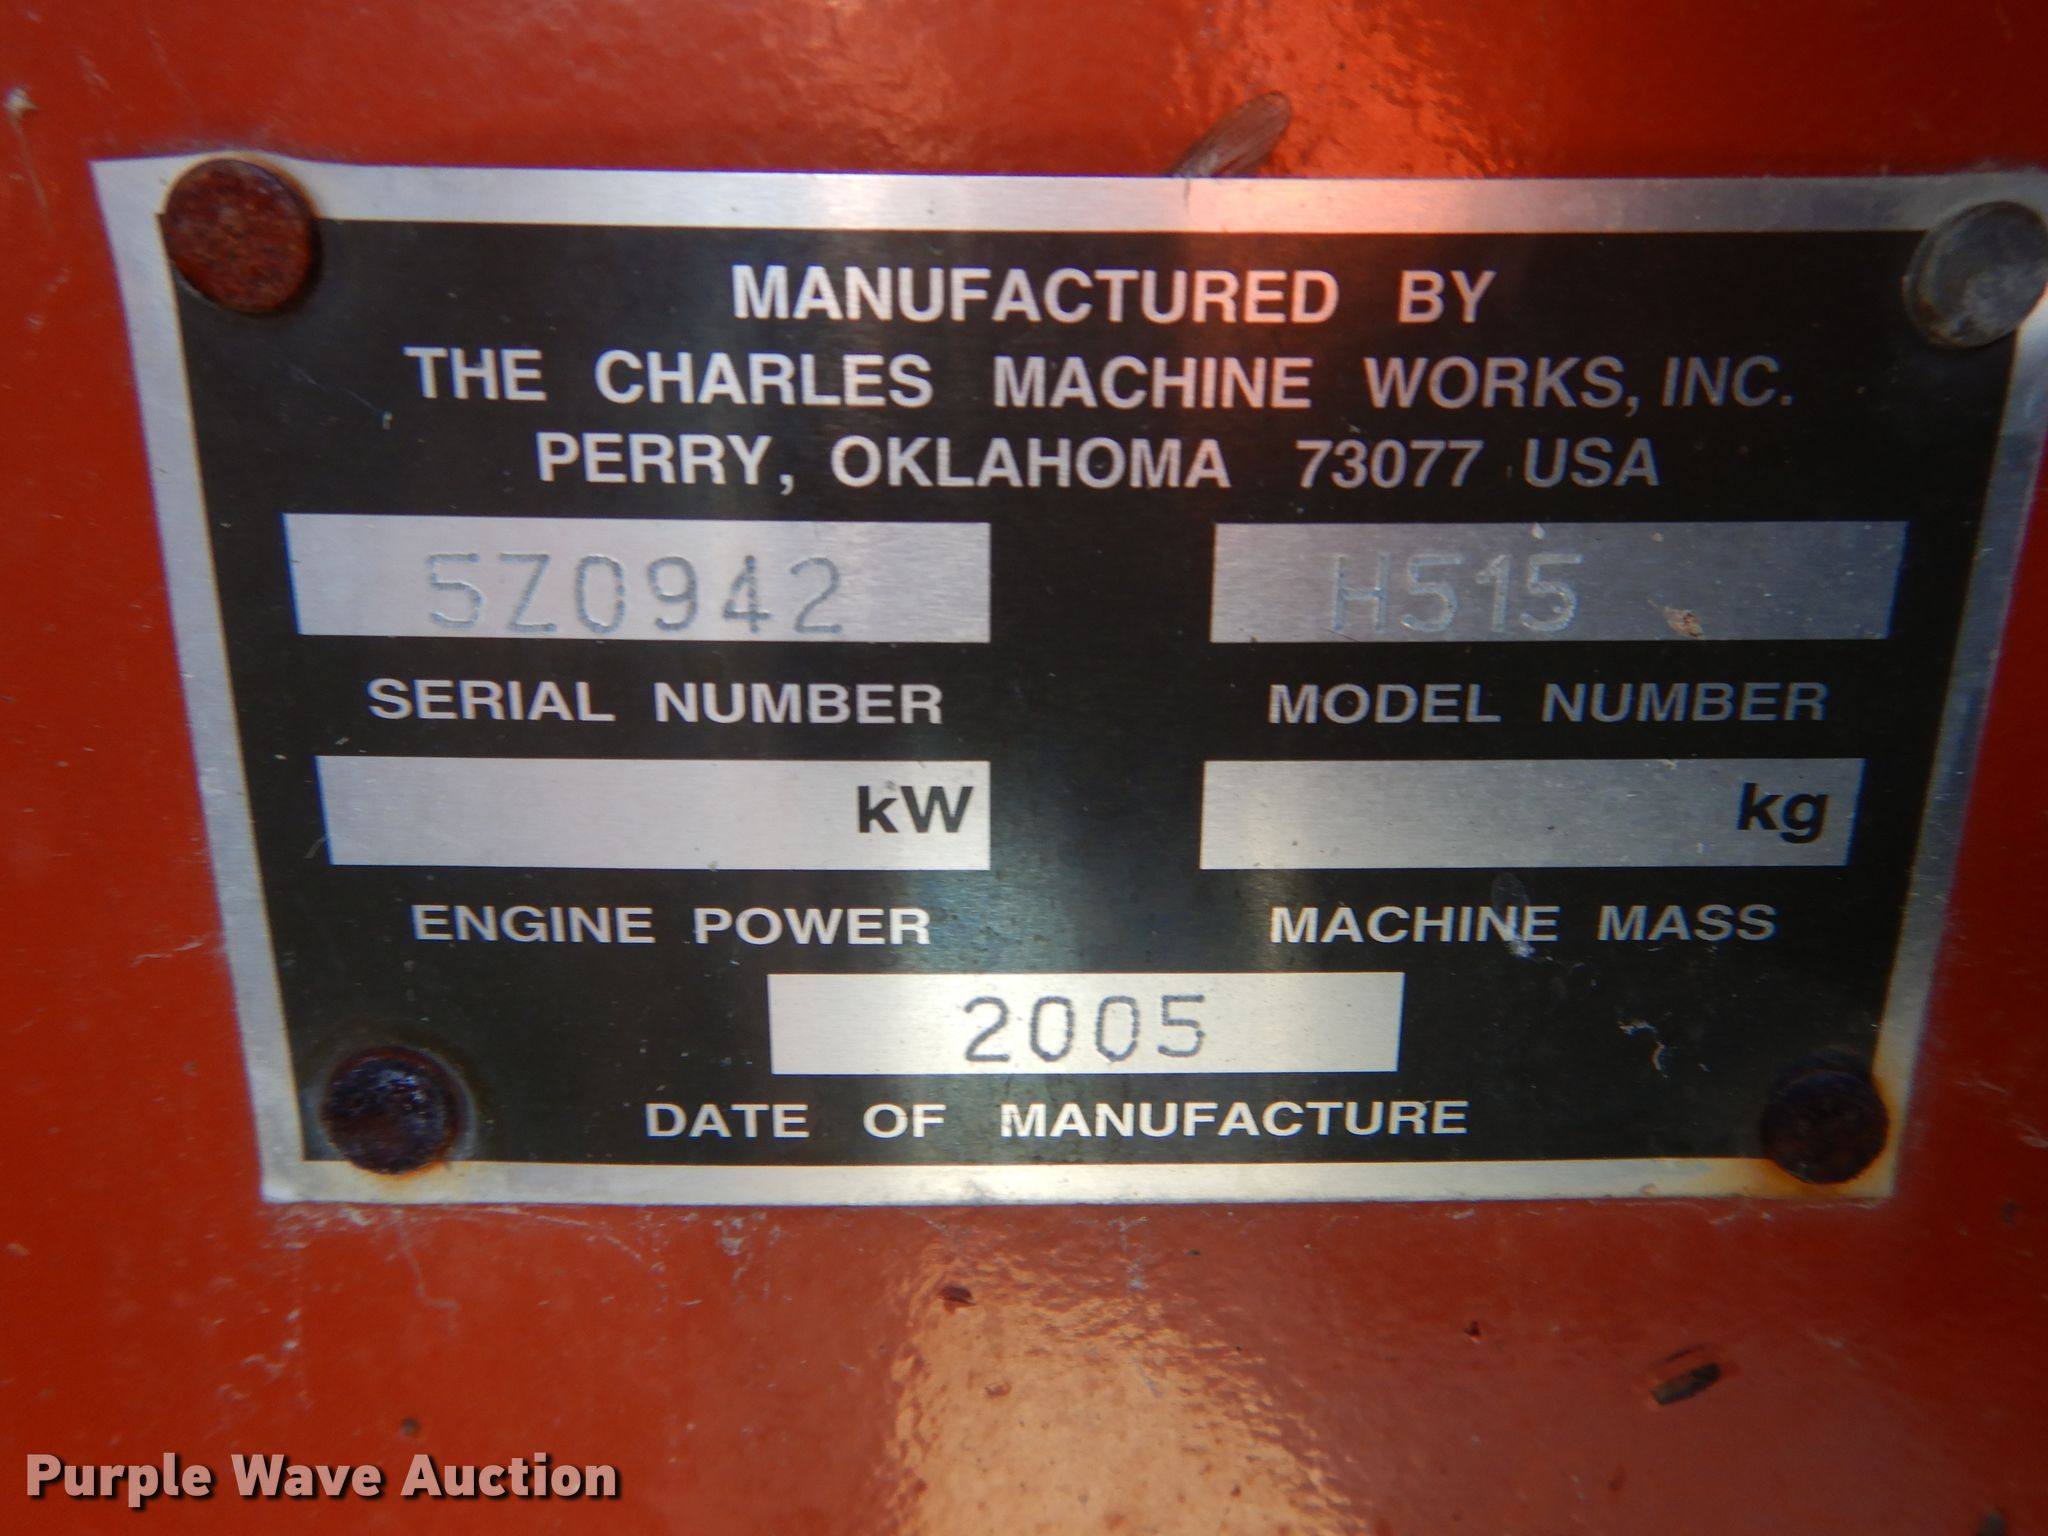 MANUFACTURED BY
THE CHARLES MACHINE WORKS, INC.
PERRY, OKLAHOMA 73077 USA
5Z0942 H515
SERIAL NUMBER MODEL NUMBER
kW kg
ENGINE POWER MACHINE MASS
2005
DATE OF MANUFACTURE
Purple Wave Auction